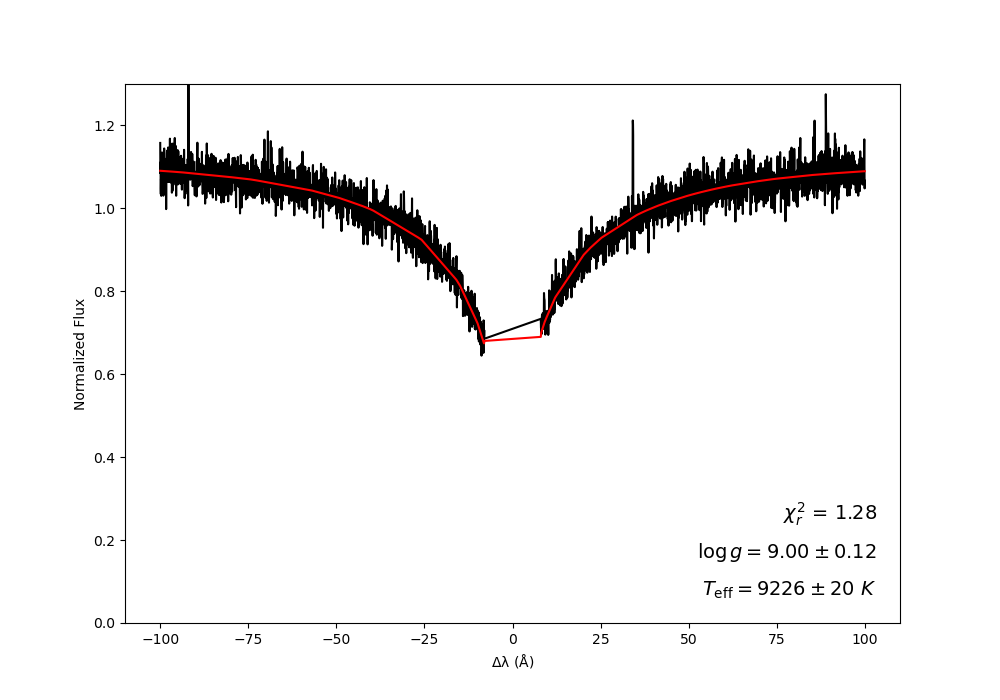 1.2
1.0
0.8
0.6
0.4
0.2
0.0
Normalized Flux
χ²ᵣ = 1.28
log g = 9.00 ± 0.12
T_eff = 9226 ± 20 K
−100 −75 −50 −25 0 25 50 75 100
Δλ (Å)